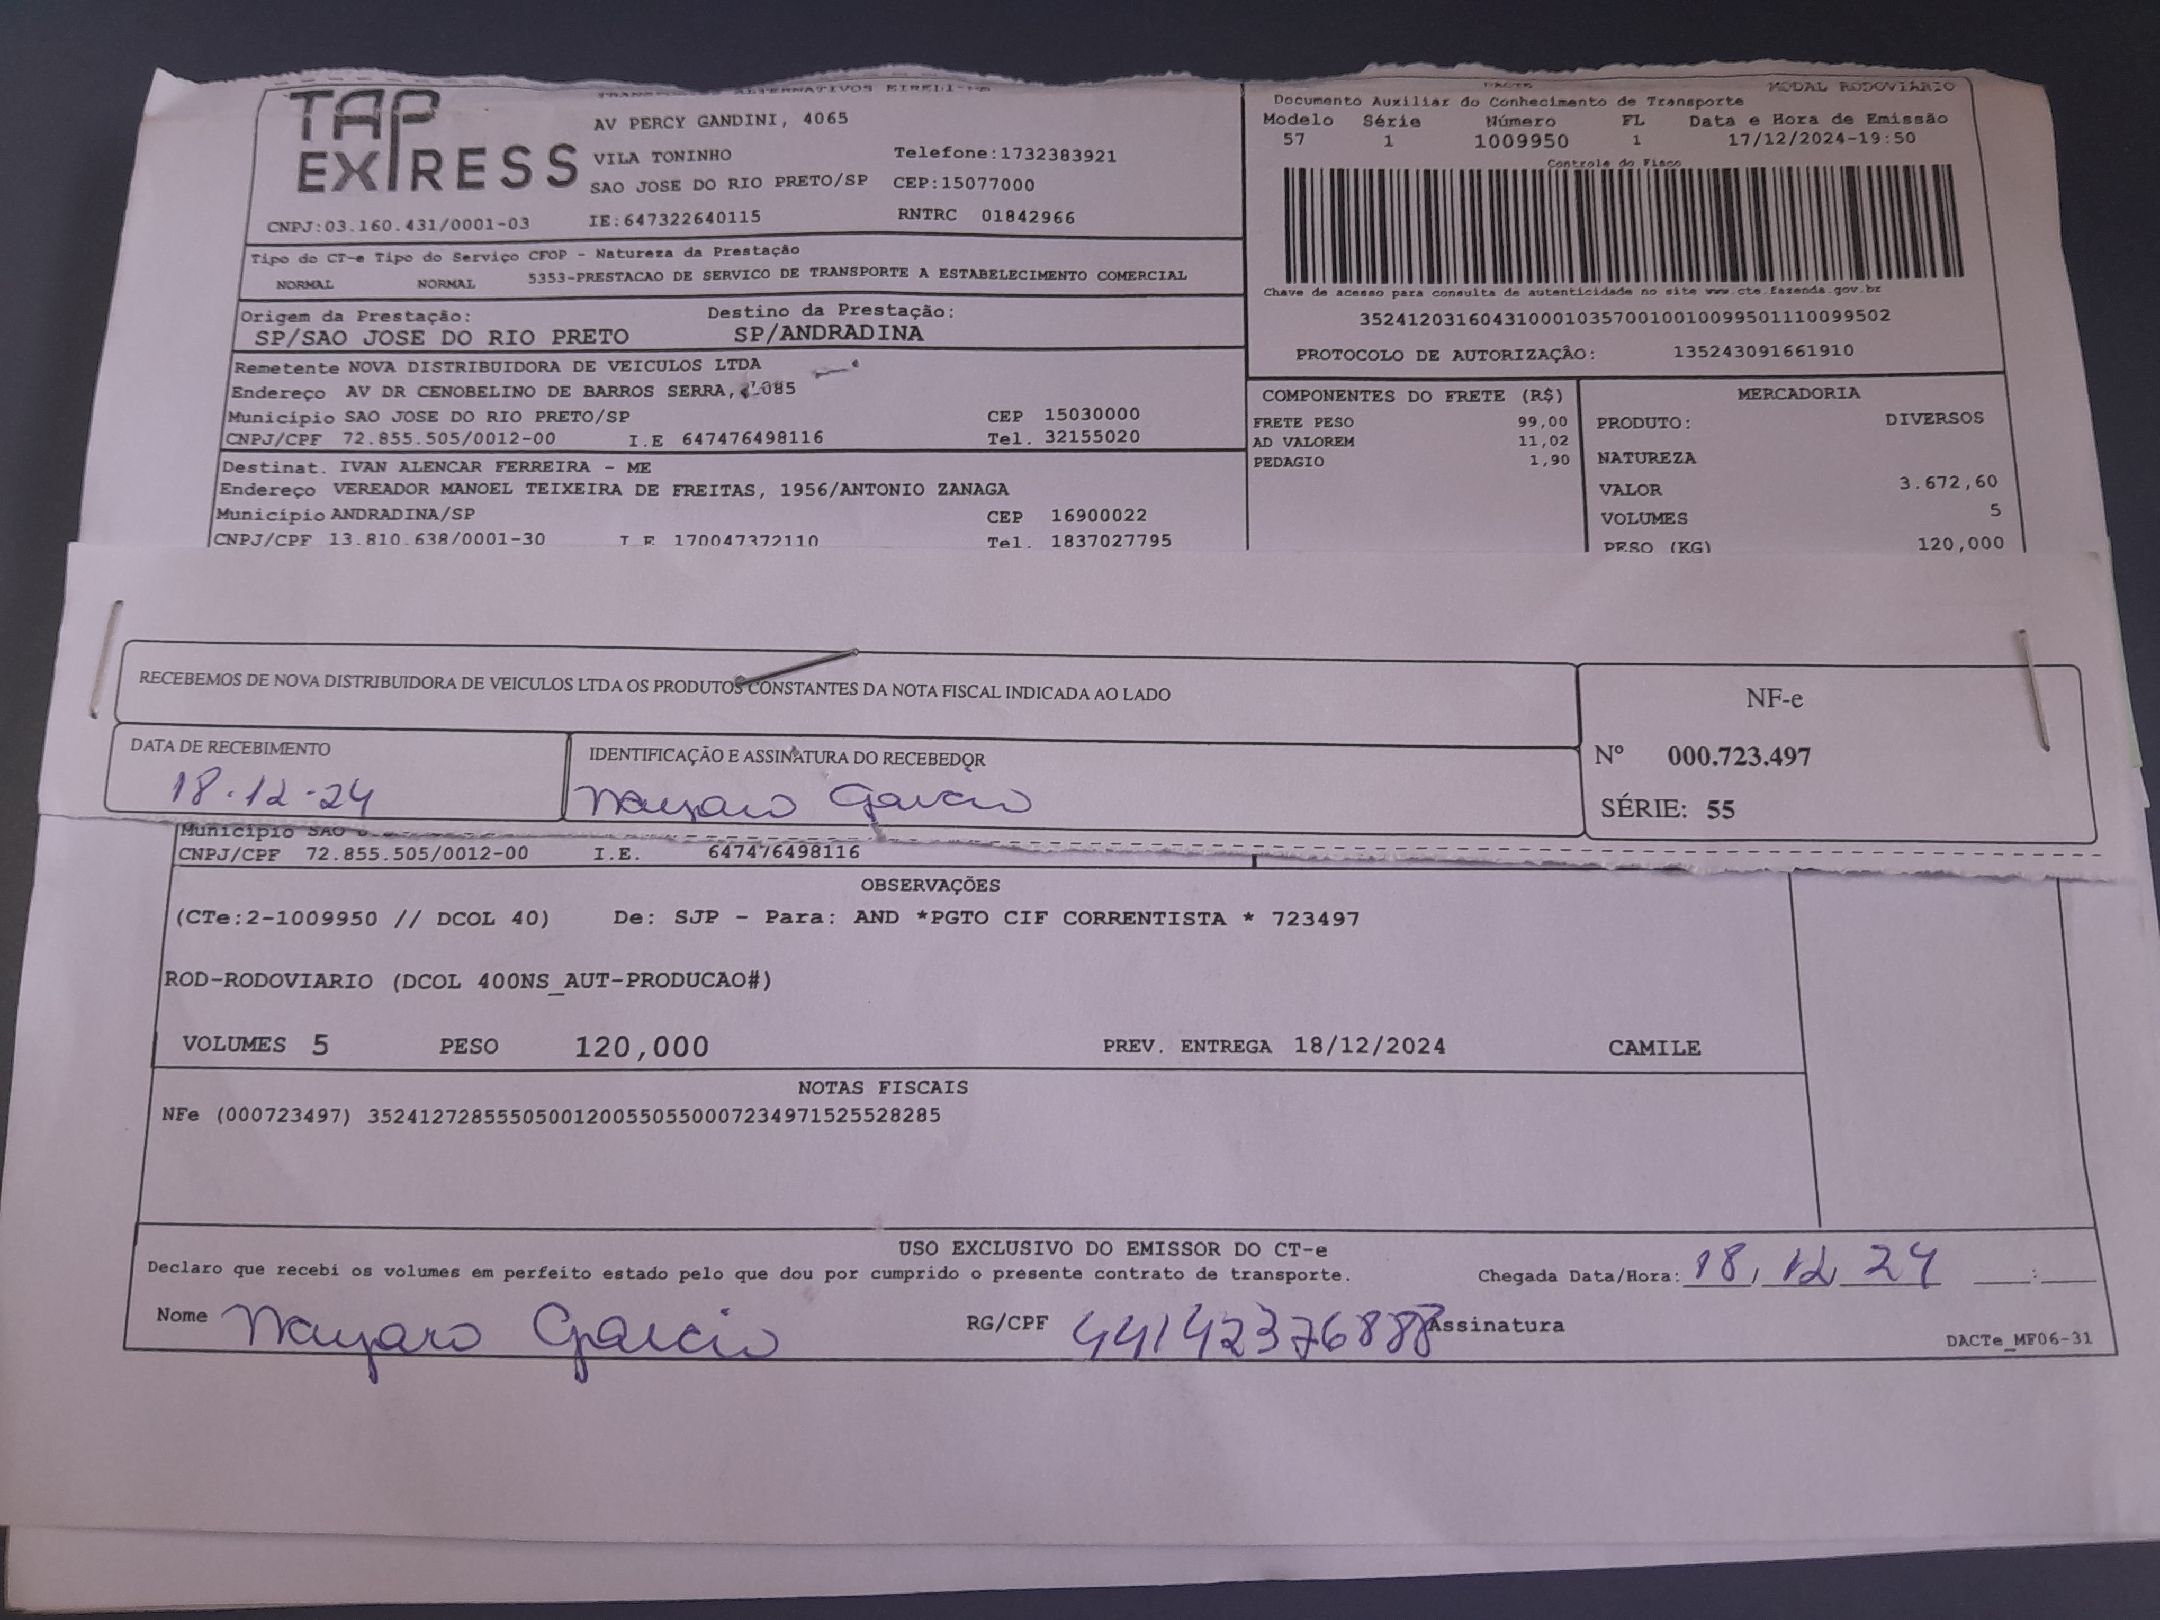 TAP
EXPRESS
AV PERCY GANDINI, 4065
VILA TONINHO Telefone:1732383921
SAO JOSE DO RIO PRETO/SP CEP:15077000
CNPJ:03.160.431/0001-03 IE:647322640115 RNTRC 01842966
MODAL RODOVIÁRIO
Documento Auxiliar do Conhecimento de Transporte
Modelo Série Número FL Data e Hora de Emissão
57 1 1009950 1 17/12/2024-19:50
Controle do Fisco
Chave de acesso para consulta de autenticidade no site www.cte.fazenda.gov.br
35241203160431000103570010010099501110099502
PROTOCOLO DE AUTORIZAÇÃO: 135243091661910
Tipo do CT-e Tipo do Serviço CFOP - Natureza da Prestação
NORMAL NORMAL 5353-PRESTACAO DE SERVICO DE TRANSPORTE A ESTABELECIMENTO COMERCIAL
Origem da Prestação: Destino da Prestação:
SP/SAO JOSE DO RIO PRETO SP/ANDRADINA
Remetente NOVA DISTRIBUIDORA DE VEICULOS LTDA
Endereço AV DR CENOBELINO DE BARROS SERRA,
Município SAO JOSE DO RIO PRETO/SP CEP 15030000
CNPJ/CPF 72.855.505/0012-00 I.E 647476498116 Tel. 32155020
Destinat. IVAN ALENCAR FERREIRA - ME
Endereço VEREADOR MANOEL TEIXEIRA DE FREITAS, 1956/ANTONIO ZANAGA
Município ANDRADINA/SP CEP 16900022
CNPJ/CPF 13.810.638/0001-30 I.E 170047372110 Tel. 1837027795
COMPONENTES DO FRETE (R$)
FRETE PESO 99,00
AD VALOREM 11,02
PEDAGIO 1,90
MERCADORIA
PRODUTO: DIVERSOS
NATUREZA
VALOR 3.672,60
VOLUMES 5
PESO (KG) 120,000
RECEBEMOS DE NOVA DISTRIBUIDORA DE VEICULOS LTDA OS PRODUTOS CONSTANTES DA NOTA FISCAL INDICADA AO LADO
DATA DE RECEBIMENTO
18.12.24
IDENTIFICAÇÃO E ASSINATURA DO RECEBEDOR
Mayara Garcia
NF-e
Nº 000.723.497
SÉRIE: 55
Município SAO
CNPJ/CPF 72.855.505/0012-00 I.E. 647476498116
OBSERVAÇÕES
(CTe:2-1009950 // DCOL 40) De: SJP - Para: AND *PGTO CIF CORRENTISTA * 723497
ROD-RODOVIARIO (DCOL 400NS_AUT-PRODUCAO#)
VOLUMES 5 PESO 120,000 PREV. ENTREGA 18/12/2024 CAMILE
NOTAS FISCAIS
NFe (000723497) 35241272855505001200550550007234971525528285
USO EXCLUSIVO DO EMISSOR DO CT-e
Declaro que recebi os volumes em perfeito estado pelo que dou por cumprido o presente contrato de transporte. Chegada Data/Hora: 18, 12, 24
Nome Mayara Garcia RG/CPF Assinatura
DACTe_MF06-31